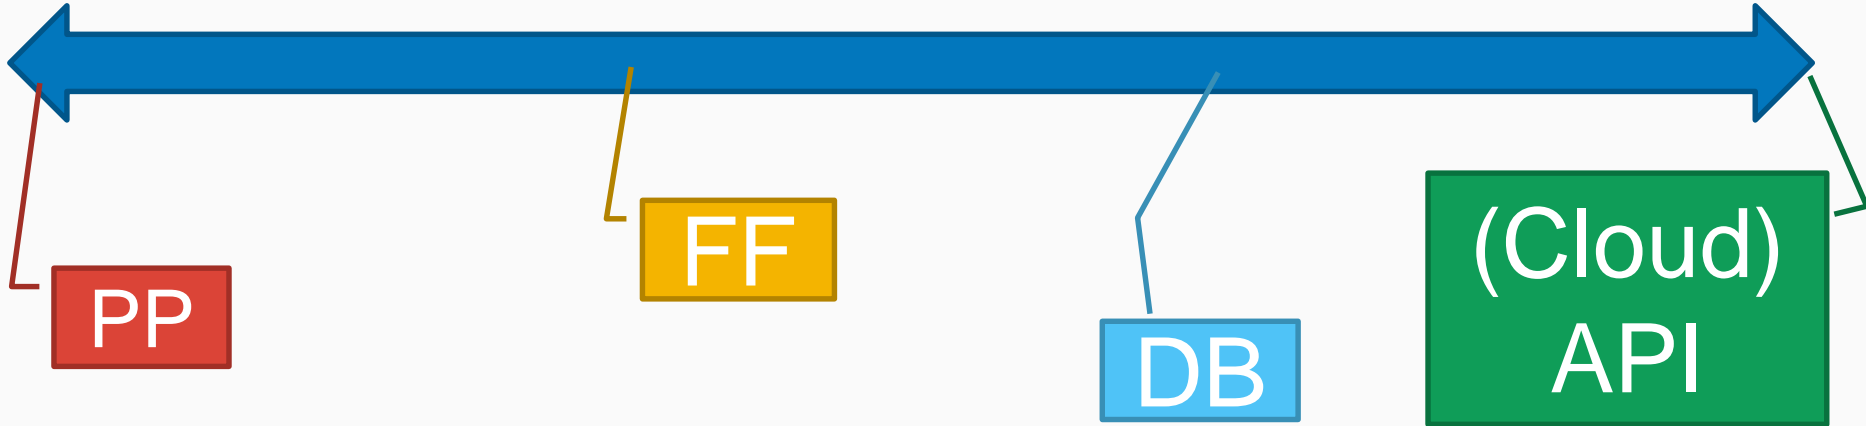 PP
FF
DB
(Cloud)
API